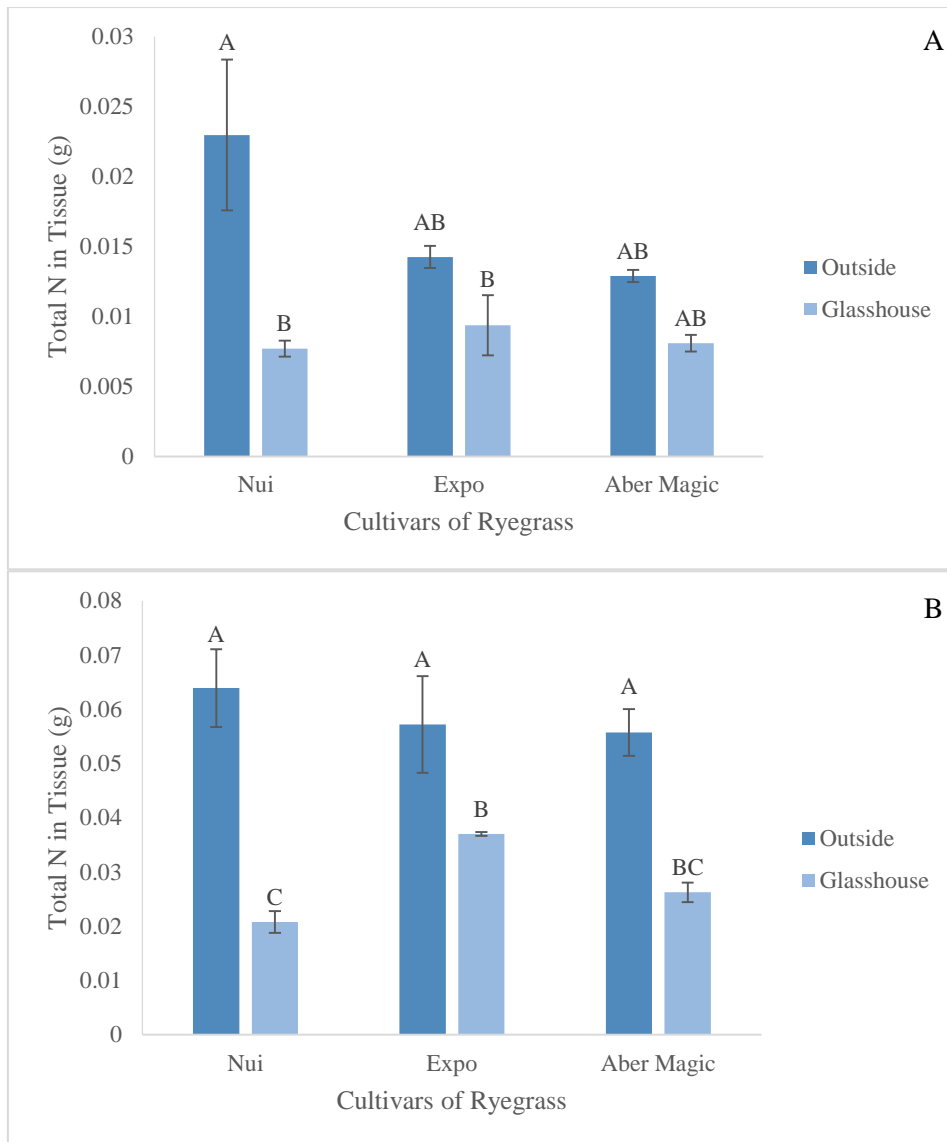 A
0.03
0.025
0.02
0.015
0.01
0.005
0
Total N in Tissue (g)
A
B
AB
B
AB
AB
Nui
Expo
Aber Magic
Cultivars of Ryegrass
Outside
Glasshouse
B
0.08
0.07
0.06
0.05
0.04
0.03
0.02
0.01
0
Total N in Tissue (g)
A
C
A
B
A
BC
Nui
Expo
Aber Magic
Cultivars of Ryegrass
Outside
Glasshouse